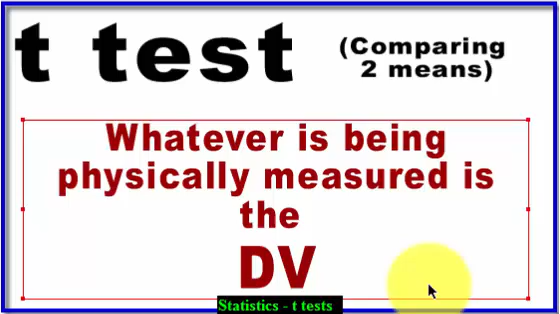 t test
(Comparing
2 means)
Whatever is being
physically measured is
the
DV
Statistics - t tests